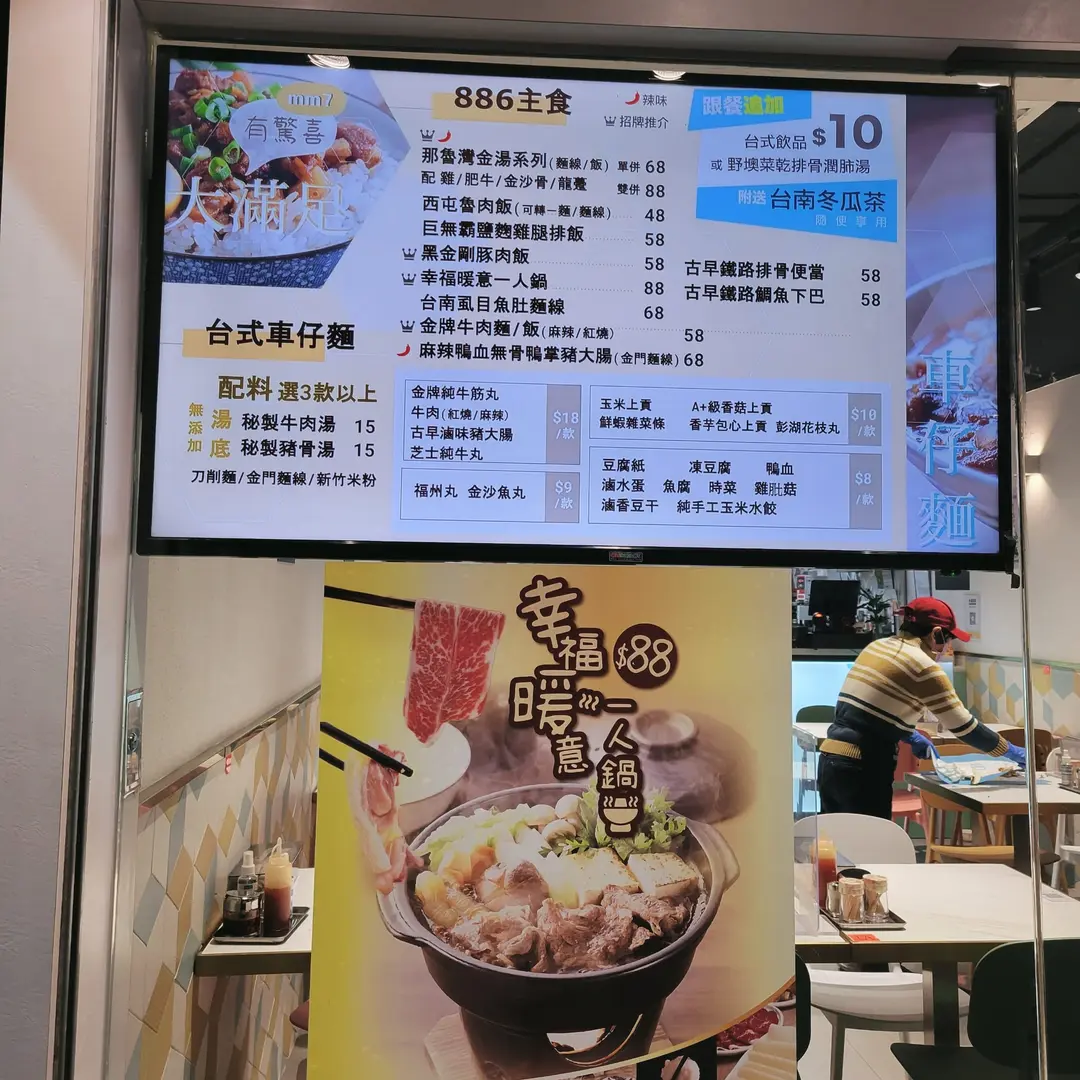 mm7
有驚喜
大滿足
886主食
辣味
招牌推介
那魯灣金湯系列(麵線/飯) 單併 68
配 雞/肥牛/金沙骨/龍躉 雙併 88
西屯魯肉飯(可轉一麵/麵線) 48
巨無霸鹽麴雞腿排飯 58
黑金剛豚肉飯 58
幸福暖意一人鍋 88
台南虱目魚肚麵線 68
金牌牛肉麵/飯(麻辣/紅燒) 58
麻辣鴨血無骨鴨掌豬大腸(金門麵線) 68
跟餐追加
台式飲品 $10
或 野墺菜乾排骨潤肺湯
附送 台南冬瓜茶
隨便享用
古早鐵路排骨便當 58
古早鐵路鯛魚下巴 58
台式車仔麵
配料 選3款以上
無添加
湯底
秘製牛肉湯 15
秘製豬骨湯 15
刀削麵/金門麵線/新竹米粉
金牌純牛筋丸
牛肉(紅燒/麻辣)
古早滷味豬大腸
芝士純牛丸
$18/款
福州丸 金沙魚丸
$9/款
玉米上貢 A+級香菇上貢
鮮蝦雜菜條 香芋包心上貢 彭湖花枝丸
$10/款
豆腐紙 凍豆腐 鴨血
滷水蛋 魚腐 時菜 雞肶菇
滷香豆干 純手工玉米水餃
$8/款
車仔麵
幸福暖意一人鍋
$88